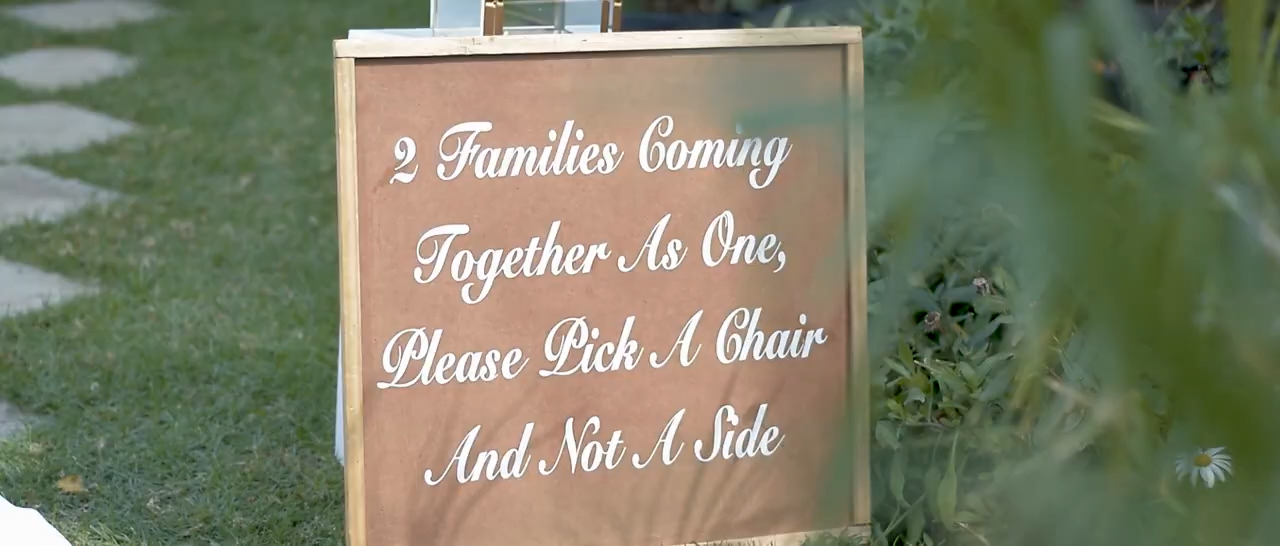 2 Families Coming
Together As One,
Please Pick A Chair
And Not A Side